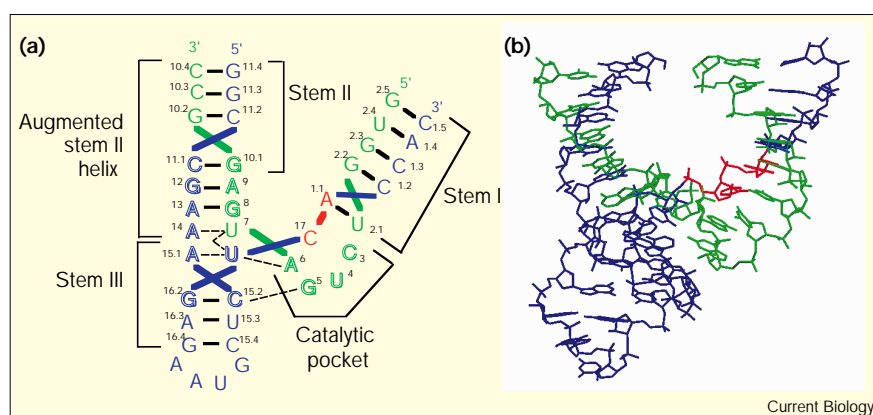 (a)
3' 5'
10.4 C G 11.4
10.3 C G 11.3
10.2 G C 11.2
Stem II
Augmented
stem II
helix
11.1 C G 10.1
12 G A 9
13 A G 8
14 A U 7
15.1 A U
Stem III
16.2 G C 15.2
16.3 A U 15.3
16.4 G C 15.4
A A U G
5' 3'
2.5 G C 1.5
2.4 U A 1.4
2.3 G C 1.3
2.2 G C 1.2
1.1 A U 2.1
17 C C 3
A 6
G 5 U 4
Stem I
Catalytic
pocket
(b)
Current Biology